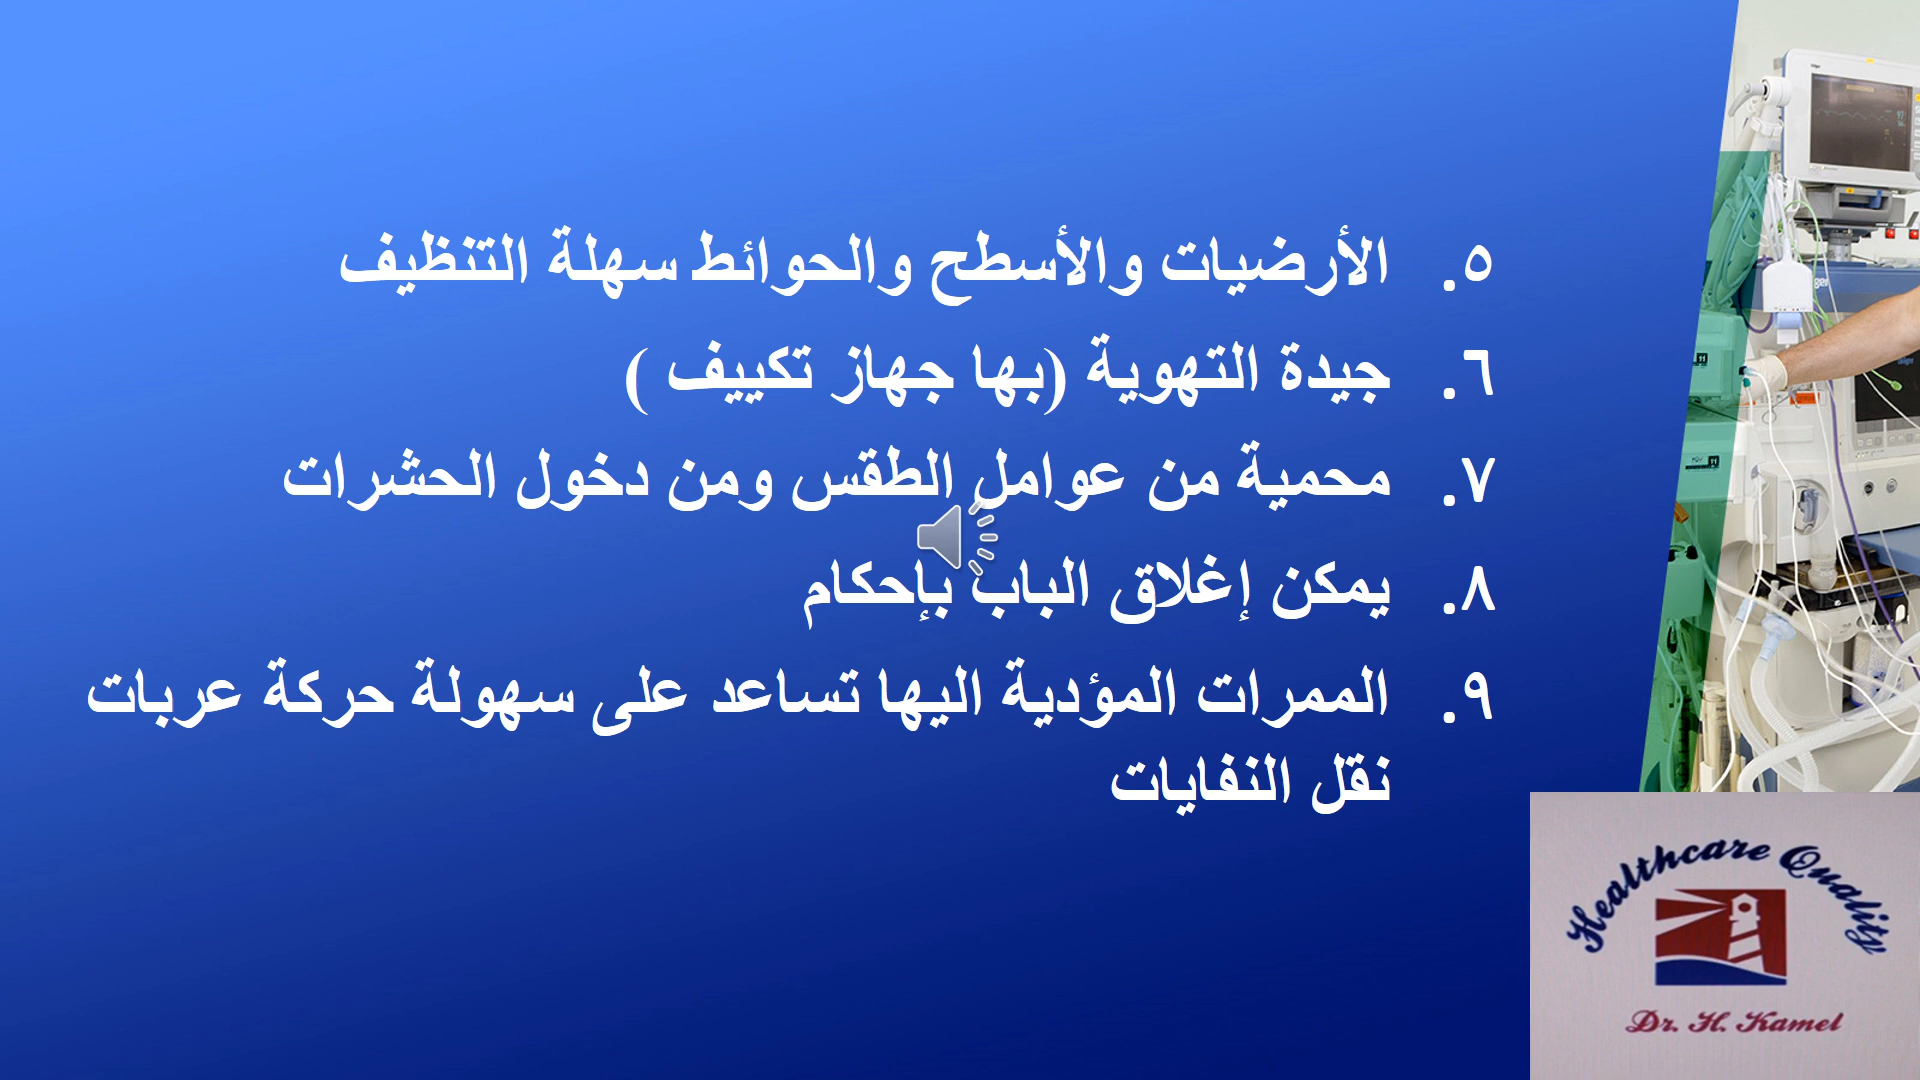 ٥. الأرضيات والأسطح والحوائط سهلة التنظيف
٦. جيدة التهوية (بها جهاز تكييف )
٧. محمية من عوامل الطقس ومن دخول الحشرات
٨. يمكن إغلاق الباب بإحكام
٩. الممرات المؤدية اليها تساعد على سهولة حركة عربات
نقل النفايات
Healthcare Quality
Dr. H. Kamel